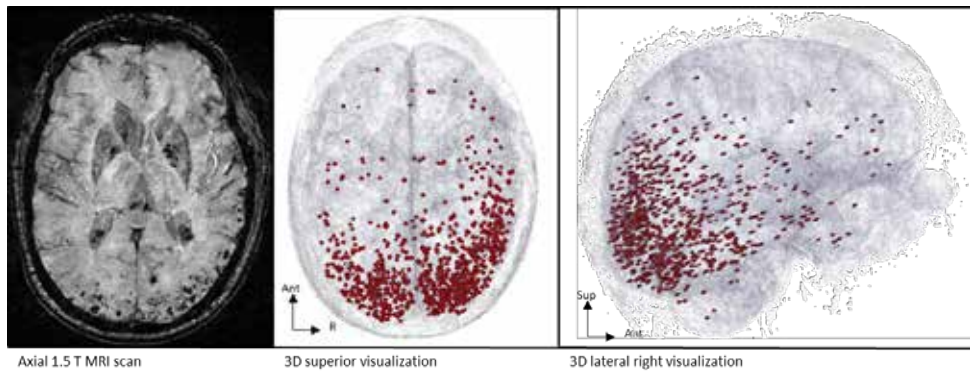 Ant
R
Sup
Ant
Axial 1.5 T MRI scan
3D superior visualization
3D lateral right visualization